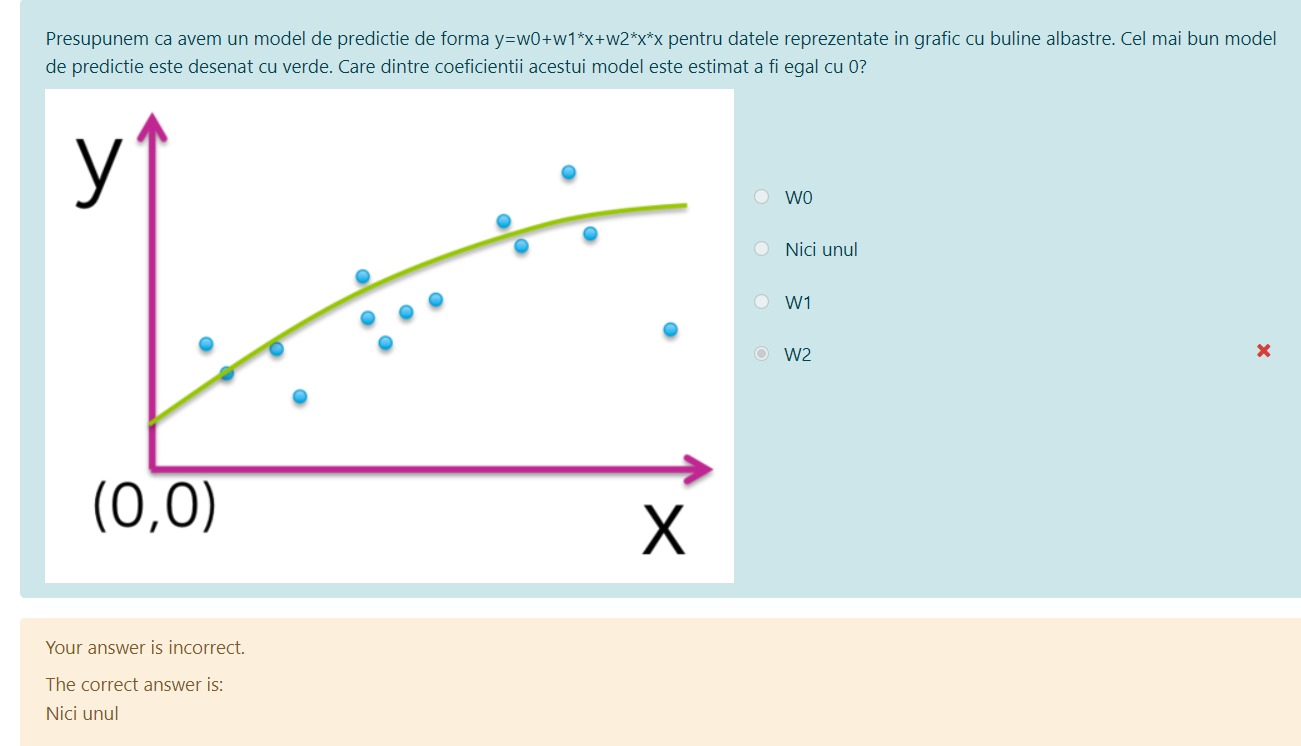 Presupunem ca avem un model de predictie de forma y=w0+w1*x+w2*x*x pentru datele reprezentate in grafic cu buline albastre. Cel mai bun model
de predictie este desenat cu verde. Care dintre coeficientii acestui model este estimat a fi egal cu 0?
y
(0,0)
x
W0
Nici unul
W1
W2
Your answer is incorrect.
The correct answer is:
Nici unul